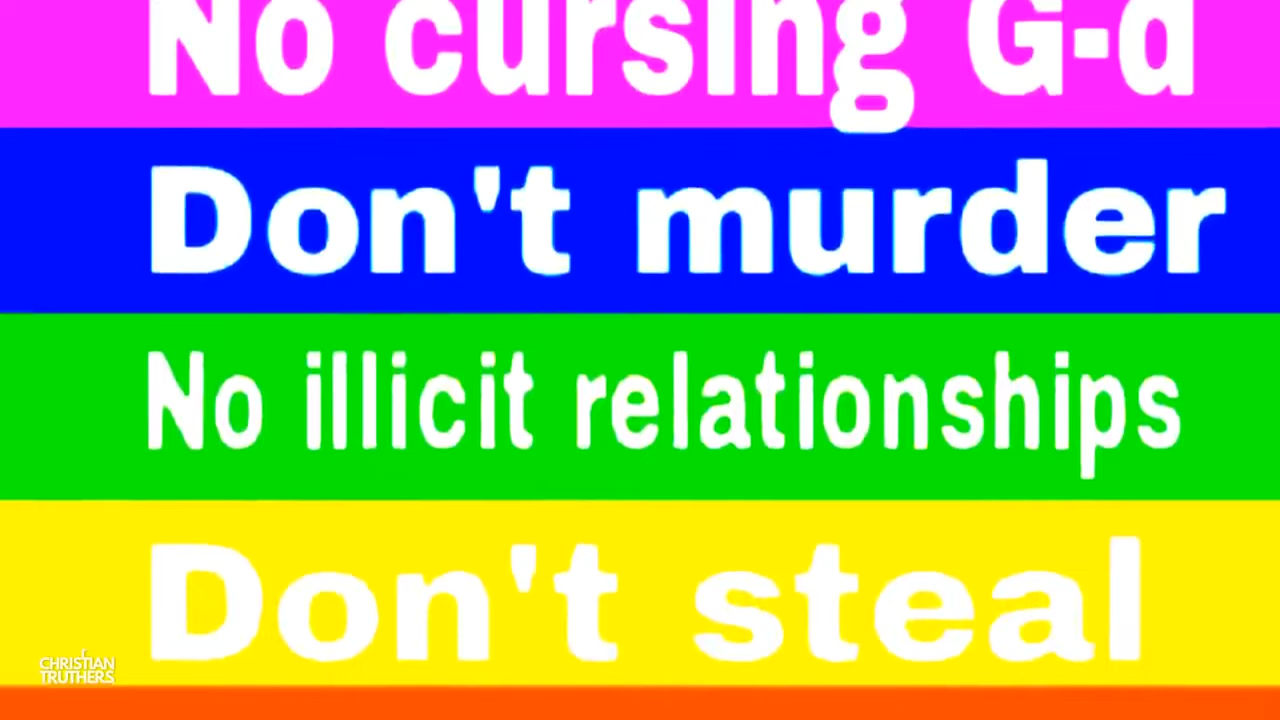 No cursing G-d
Don't murder
No illicit relationships
Don't steal
CHRISTIAN
TRUTHERS